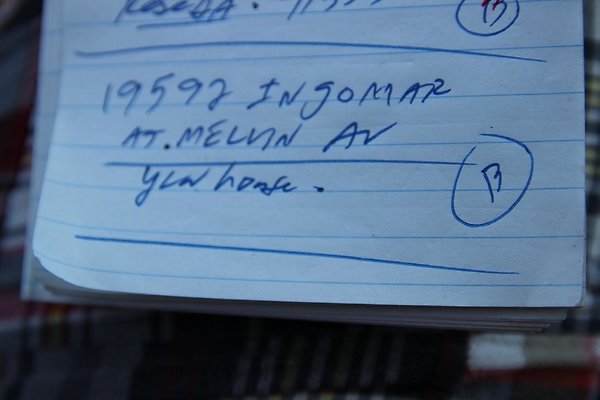 19592 INGOMAR
AT. MELVIN AV
YLW house.
B